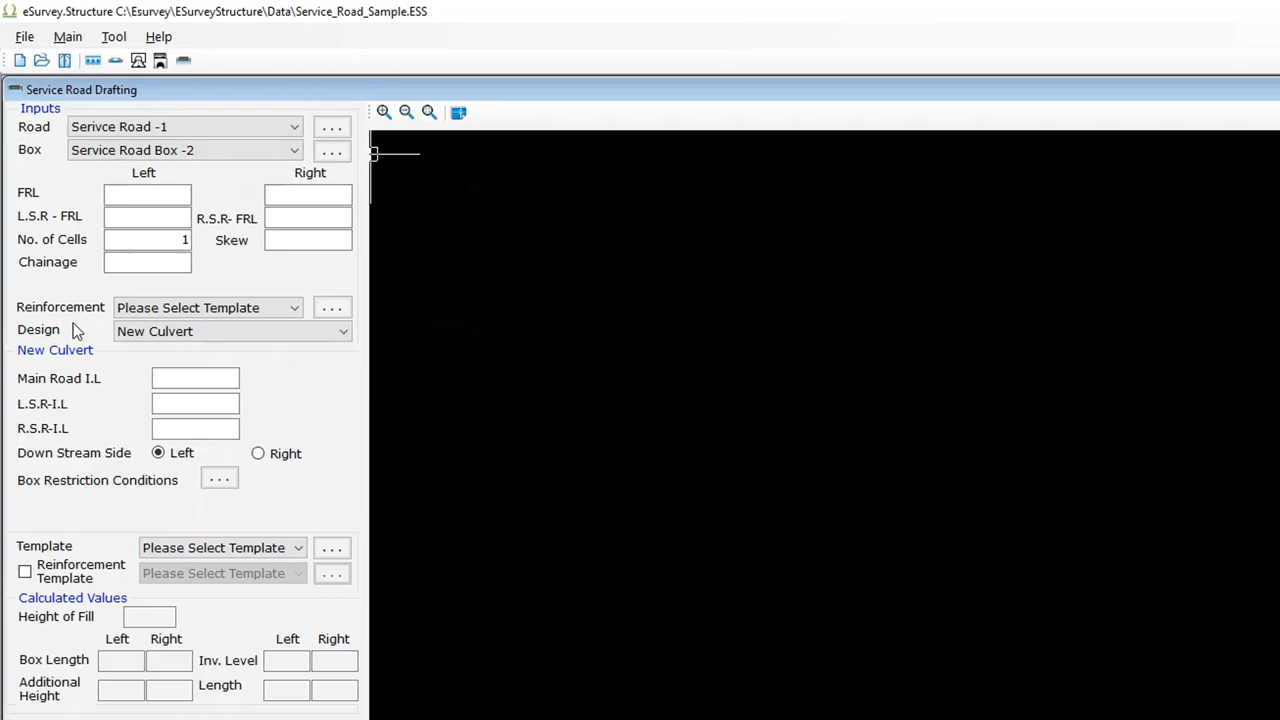 eSurvey.Structure C:\Esurvey\ESurveyStructure\Data\Service_Road_Sample.ESS
File Main Tool Help
Service Road Drafting
Inputs
Road Serivce Road -1 ...
Box Service Road Box -2 ...
Left Right
FRL
L.S.R - FRL R.S.R- FRL
No. of Cells 1 Skew
Chainage
Reinforcement Please Select Template ...
Design New Culvert
New Culvert
Main Road I.L
L.S.R-I.L
R.S.R-I.L
Down Stream Side Left Right
Box Restriction Conditions ...
Template Please Select Template ...
Reinforcement
Template Please Select Template ...
Calculated Values
Height of Fill
Left Right Left Right
Box Length Inv. Level
Additional
Height Length